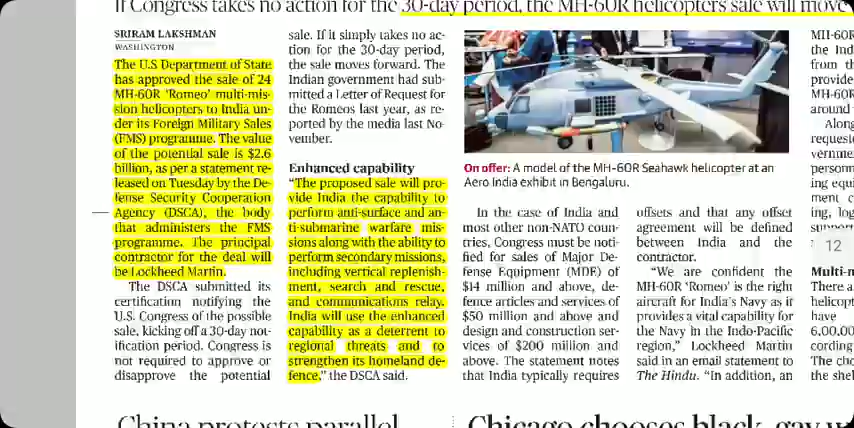 If Congress takes no action for the 30-day period, the MH-60R helicopters sale will move
SRIRAM LAKSHMAN
WASHINGTON
The U.S Department of State
has approved the sale of 24
MH-60R ‘Romeo’ multi-mis-
sion helicopters to India un-
der its Foreign Military Sales
(FMS) programme. The value
of the potential sale is $2.6
billion, as per a statement re-
leased on Tuesday by the De-
fense Security Cooperation
Agency (DSCA), the body
that administers the FMS
programme. The principal
contractor for the deal will
be Lockheed Martin.
The DSCA submitted its
certification notifying the
U.S. Congress of the possible
sale, kicking off a 30-day not-
ification period. Congress is
not required to approve or
disapprove the potential
sale. If it simply takes no ac-
tion for the 30-day period,
the sale moves forward. The
Indian government had sub-
mitted a Letter of Request for
the Romeos last year, as re-
ported by the media last No-
vember.
Enhanced capability
“The proposed sale will pro-
vide India the capability to
perform anti-surface and an-
ti-submarine warfare mis-
sions along with the ability to
perform secondary missions,
including vertical replenish-
ment, search and rescue,
and communications relay.
India will use the enhanced
capability as a deterrent to
regional threats and to
strengthen its homeland de-
fence,” the DSCA said.
On offer: A model of the MH-60R Seahawk helicopter at an
Aero India exhibit in Bengaluru.
In the case of India and
most other non-NATO coun-
tries, Congress must be noti-
fied for sales of Major De-
fense Equipment (MDE) of
$14 million and above, de-
fence articles and services of
$50 million and above and
design and construction ser-
vices of $200 million and
above. The statement notes
that India typically requires
offsets and that any offset
agreement will be defined
between India and the
contractor.
“We are confident the
MH-60R ‘Romeo’ is the right
aircraft for India’s Navy as it
provides a vital capability for
the Navy in the Indo-Pacific
region,” Lockheed Martin
said in an email statement to
The Hindu. “In addition, an
MH-60R
the Ind
from th
provide
MH-60R
around
Along
request
vernme
personn
ing equi
ment c
ing, log
support
12
Multi-m
There a
helicopt
have
6,00,00
cording
The cho
the shel
China protests parallel
Chicago chooses black, gay w